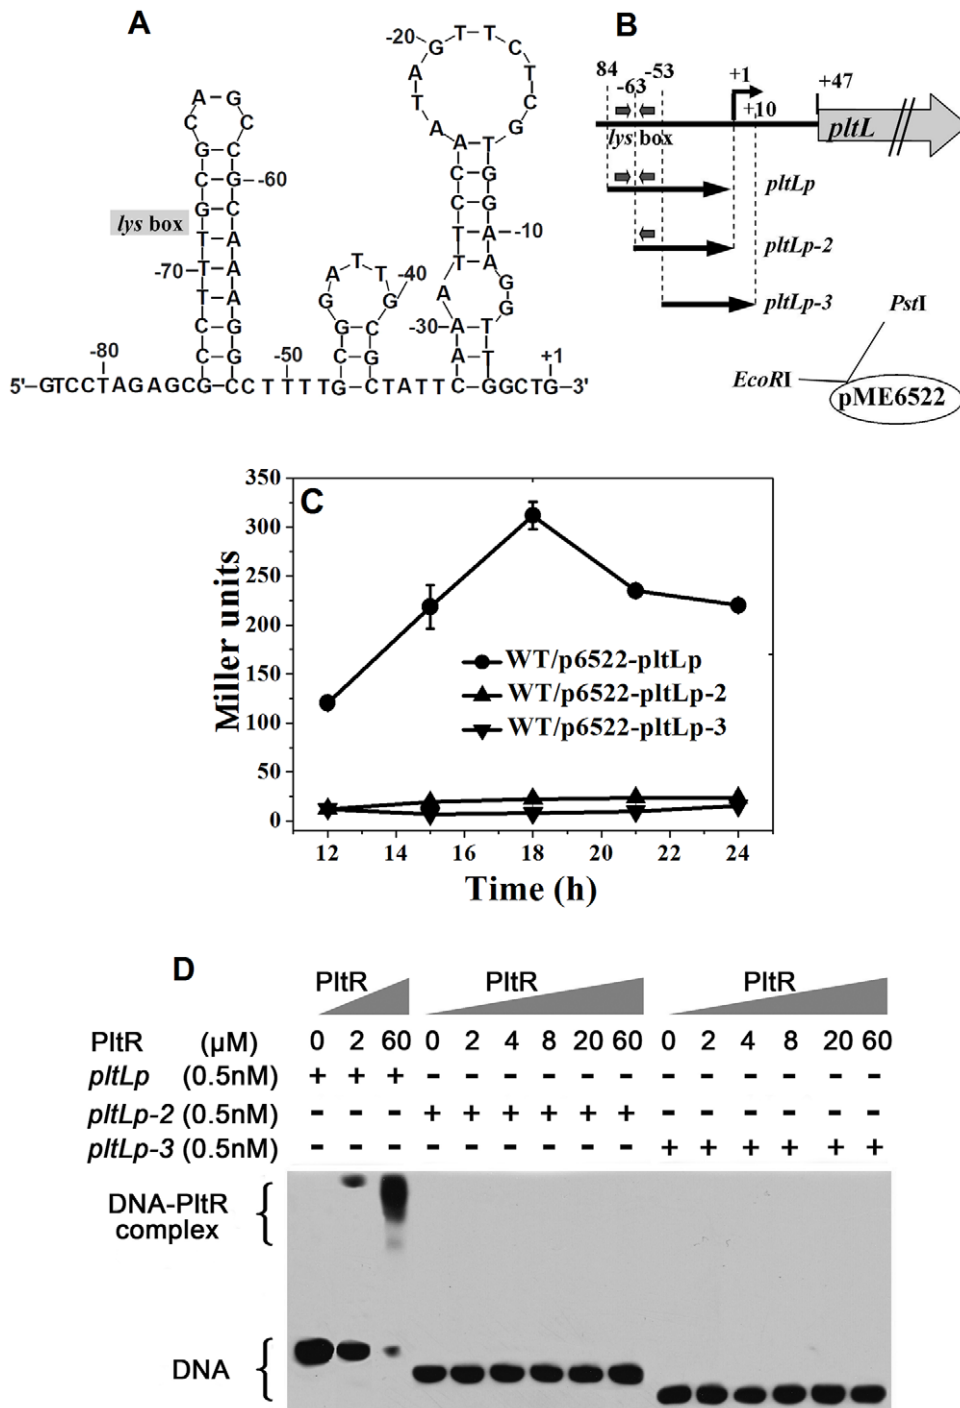 A
B
-20
-60
lys box
-70
-10
-40
-30
-80
-50
+1
5'-GTCCTAGAGCG
CCTTTTG
CTATTC
GGCTG-3'
84
-63
-53
+1
+10
+47
lys box
pltL
pltLp
pltLp-2
pltLp-3
PstI
EcoRI
pME6522
C
350
300
250
200
150
100
50
0
Miller units
WT/p6522-pltLp
WT/p6522-pltLp-2
WT/p6522-pltLp-3
12 14 16 18 20 22 24
Time (h)
D
PltR PltR PltR
PltR (μM) 0 2 60 0 2 4 8 20 60 0 2 4 8 20 60
pltLp (0.5nM) + + + - - - - - - - - - - - -
pltLp-2 (0.5nM) - - - + + + + + + - - - - - -
pltLp-3 (0.5nM) - - - - - - - - - + + + + + +
DNA-PltR
complex
DNA